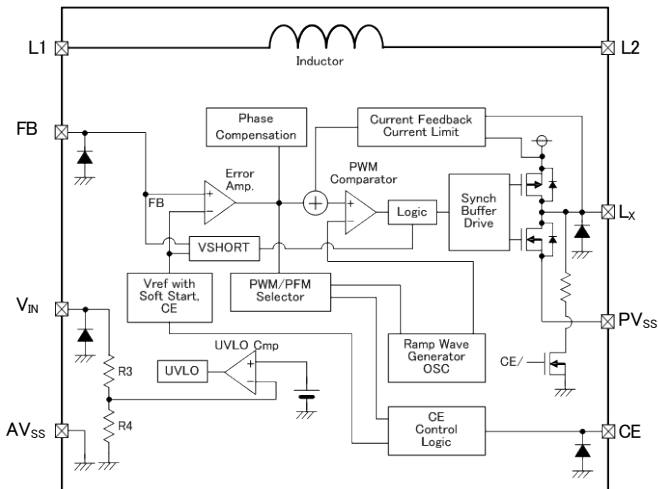 L1
L2
Inductor
FB
Phase
Compensation
Current Feedback
Current Limit
Error
Amp.
PWM
Comparator
FB
+
−
+
+
−
Logic
Synch
Buffer
Drive
LX
VSHORT
Vref with
Soft Start,
CE
PWM/PFM
Selector
VIN
PVSS
R3
UVLO Cmp
UVLO
+
−
Ramp Wave
Generator
OSC
CE/
R4
AVSS
CE
Control
Logic
CE